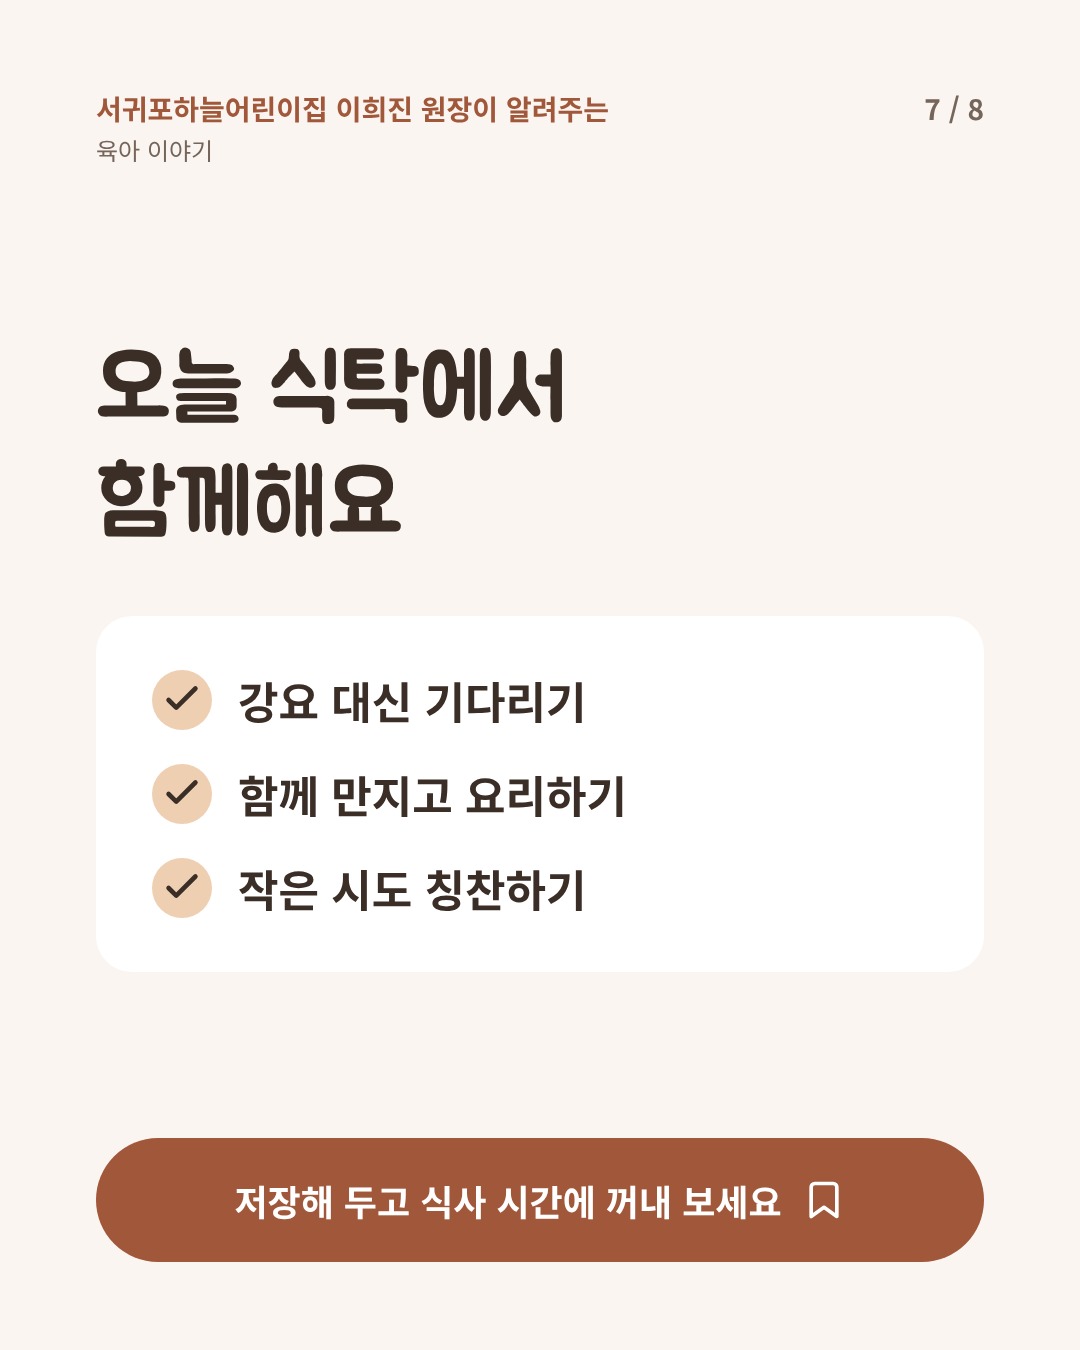 서귀포하늘어린이집 이희진 원장이 알려주는
7 / 8
육아 이야기
오늘 식탁에서
함께해요
강요 대신 기다리기
함께 만지고 요리하기
작은 시도 칭찬하기
저장해 두고 식사 시간에 꺼내 보세요